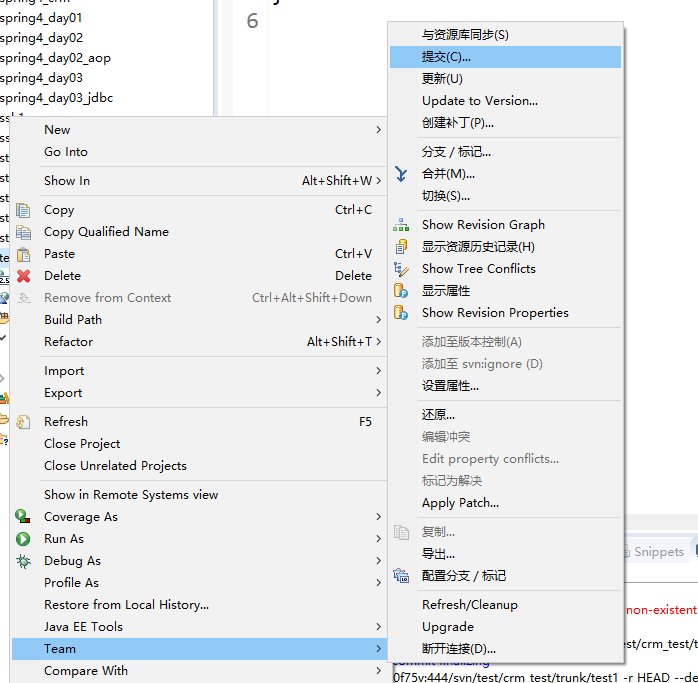 spring4_crm
spring4_day01
spring4_day02
spring4_day02_aop
spring4_day03
spring4_day03_jdbc
6
New
Go Into
Show In Alt+Shift+W
Copy Ctrl+C
Copy Qualified Name
Paste Ctrl+V
Delete Delete
Remove from Context Ctrl+Alt+Shift+Down
Build Path
Refactor Alt+Shift+T
Import
Export
Refresh F5
Close Project
Close Unrelated Projects
Show in Remote Systems view
Coverage As
Run As
Debug As
Profile As
Restore from Local History...
Java EE Tools
Team
Compare With
与资源库同步(S)
提交(C)...
更新(U)
Update to Version...
创建补丁(P)...
分支 / 标记...
合并(M)...
切换(S)...
Show Revision Graph
显示资源历史记录(H)
Show Tree Conflicts
显示属性
Show Revision Properties
添加至版本控制(A)
添加至 svn:ignore (D)
设置属性...
还原...
编辑冲突
Edit property conflicts...
标记为解决
Apply Patch...
复制...
导出...
配置分支 / 标记
Refresh/Cleanup
Upgrade
断开连接(D)...
Snippets
non-existent
est/crm_test/t
0f75v:444/svn/test/crm_test/trunk/test1 -r HEAD --de